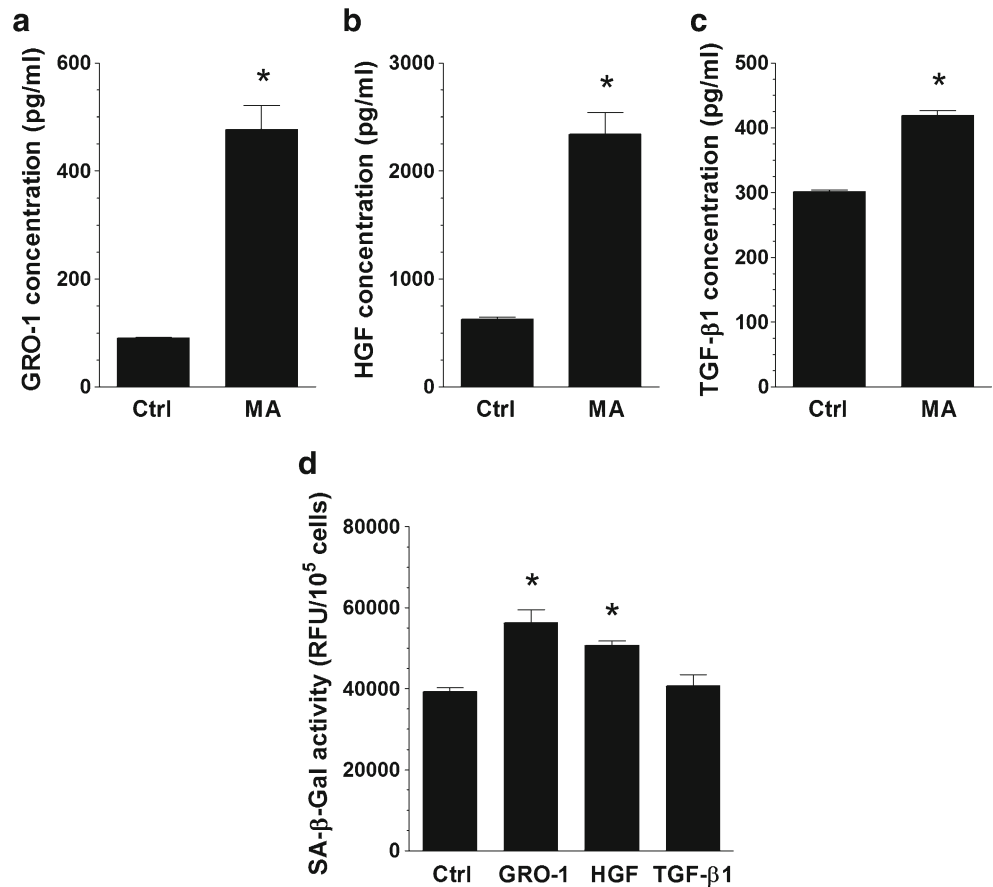 a
GRO-1 concentration (pg/ml)
600
400
200
0
*
Ctrl MA
b
HGF concentration (pg/ml)
3000
2000
1000
0
*
Ctrl MA
c
TGF-β1 concentration (pg/ml)
500
400
300
200
100
0
*
Ctrl MA
d
SA-β-Gal activity (RFU/10⁵ cells)
80000
60000
40000
20000
0
*
*
Ctrl GRO-1 HGF TGF-β1